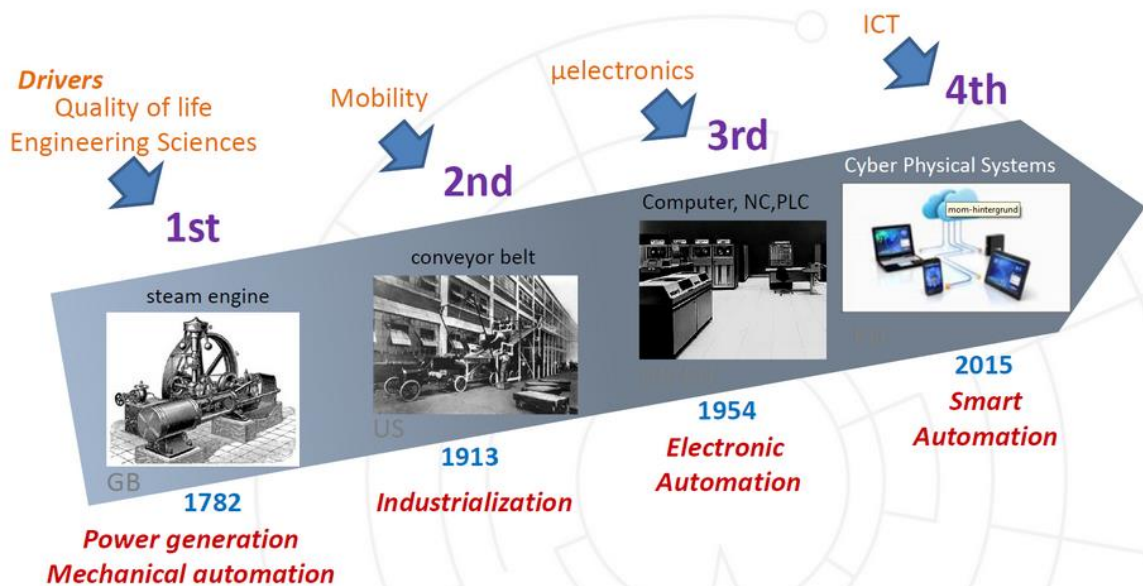 Drivers
Quality of life
Engineering Sciences
1st
steam engine
GB
1782
Power generation
Mechanical automation
Mobility
2nd
conveyor belt
US
1913
Industrialization
µelectronics
3rd
Computer, NC,PLC
1954
Electronic
Automation
ICT
4th
Cyber Physical Systems
mom-hintergrund
2015
Smart
Automation